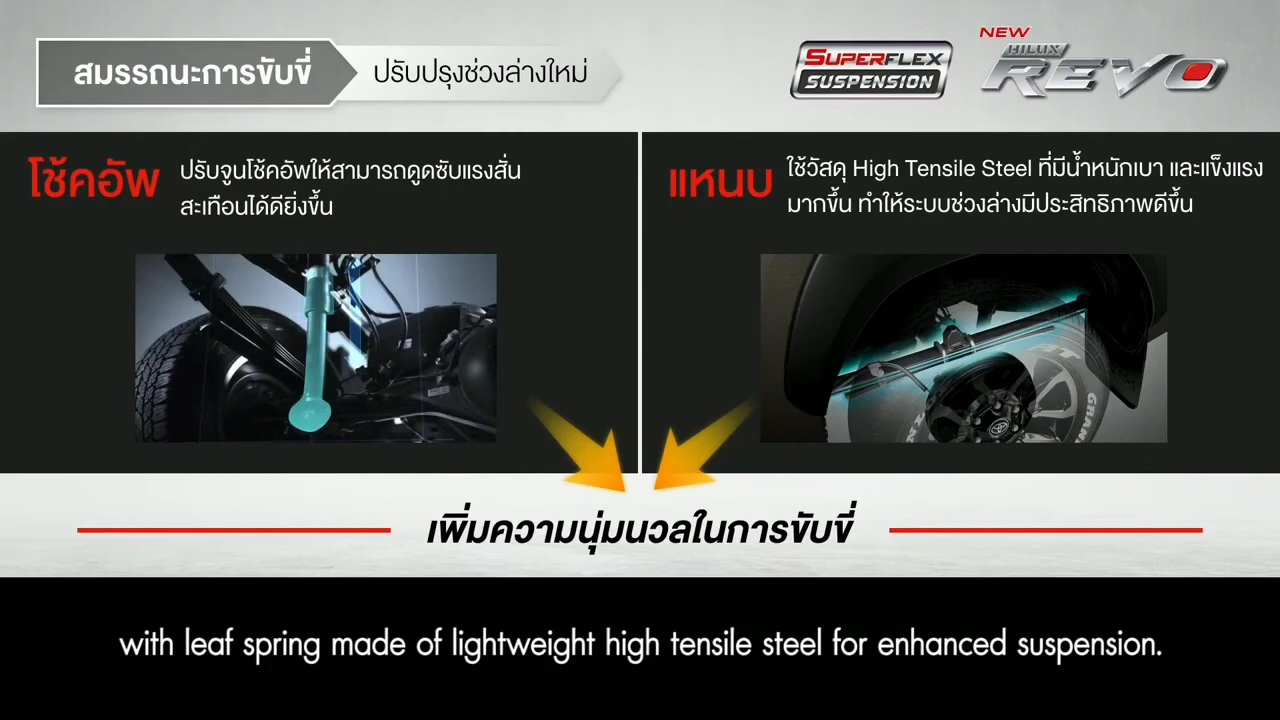 สมรรถนะการขับขี่
ปรับปรุงช่วงล่างใหม่
SUPERFLEX
SUSPENSION
NEW
HILUX
REVO
โช้คอัพ
ปรับจูนโช้คอัพให้สามารถดูดซับแรงสั่น
สะเทือนได้ดียิ่งขึ้น
แหนบ
ใช้วัสดุ High Tensile Steel ที่มีน้ำหนักเบา และแข็งแรง
มากขึ้น ทำให้ระบบช่วงล่างมีประสิทธิภาพดีขึ้น
เพิ่มความนุ่มนวลในการขับขี่
with leaf spring made of lightweight high tensile steel for enhanced suspension.